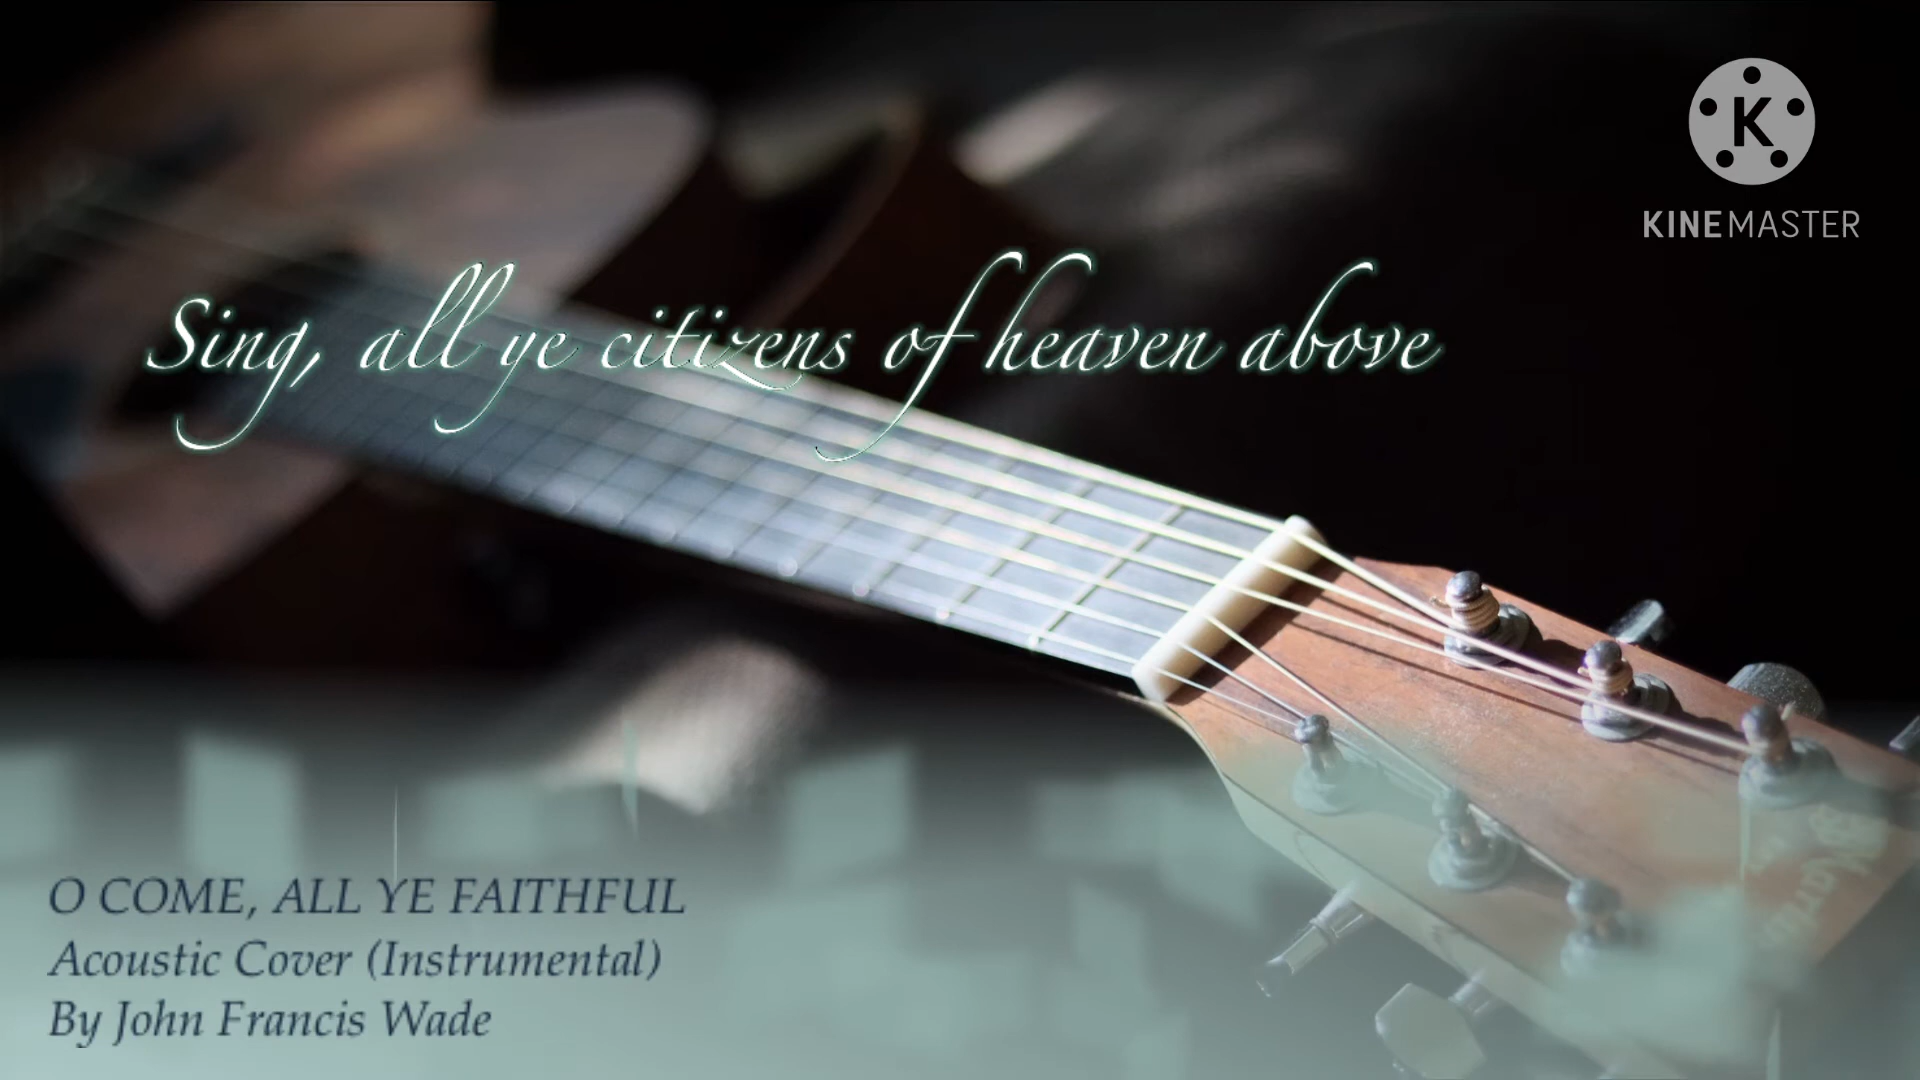 K
KINEMASTER
Sing, all ye citizens of heaven above
O COME, ALL YE FAITHFUL
Acoustic Cover (Instrumental)
By John Francis Wade